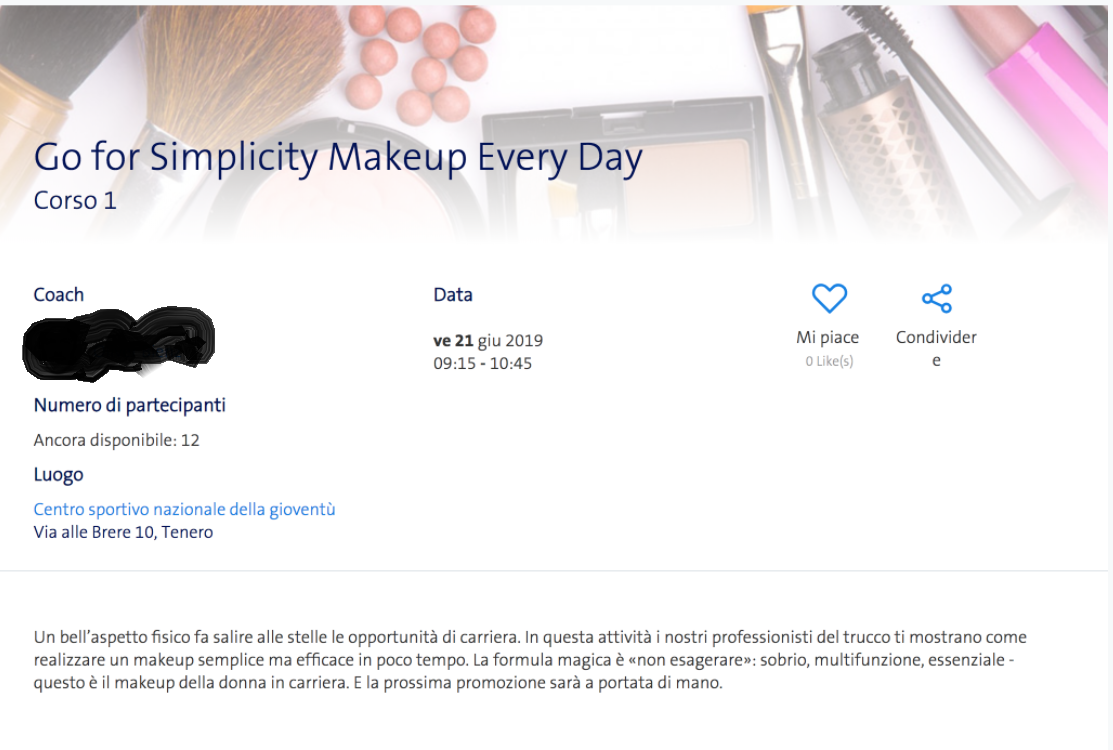 Go for Simplicity Makeup Every Day
Corso 1
Coach
Data
ve 21 giu 2019
09:15 - 10:45
Mi piace
0 Like(s)
Condivider
e
Numero di partecipanti
Ancora disponibile: 12
Luogo
Centro sportivo nazionale della gioventù
Via alle Brere 10, Tenero
Un bell’aspetto fisico fa salire alle stelle le opportunità di carriera. In questa attività i nostri professionisti del trucco ti mostrano come
realizzare un makeup semplice ma efficace in poco tempo. La formula magica è «non esagerare»: sobrio, multifunzione, essenziale -
questo è il makeup della donna in carriera. E la prossima promozione sarà a portata di mano.